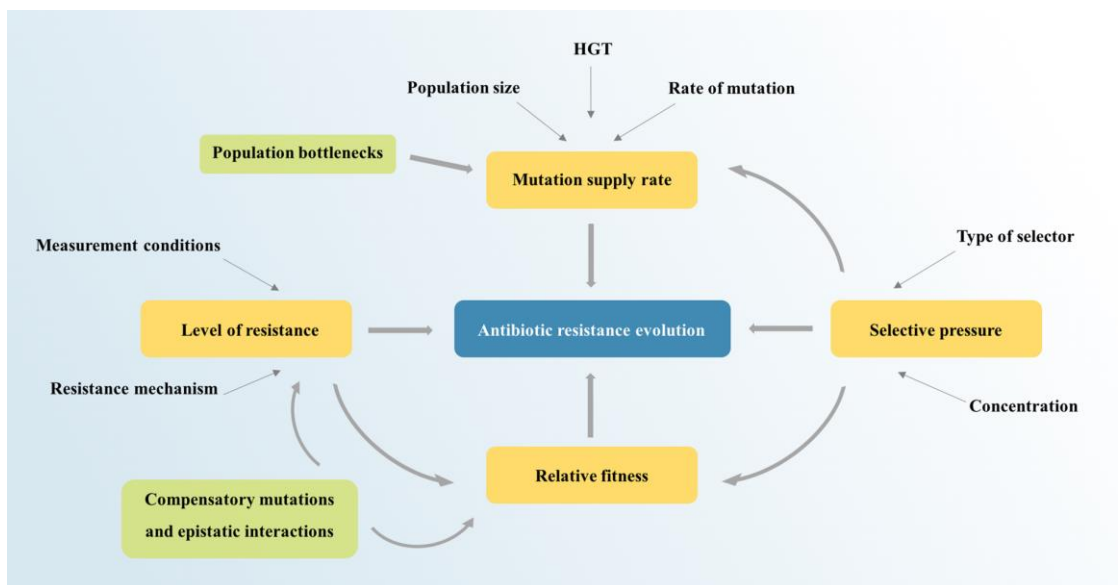 HGT
Population size
Rate of mutation
Population bottlenecks
Mutation supply rate
Measurement conditions
Type of selector
Level of resistance
Antibiotic resistance evolution
Selective pressure
Resistance mechanism
Concentration
Relative fitness
Compensatory mutations
and epistatic interactions